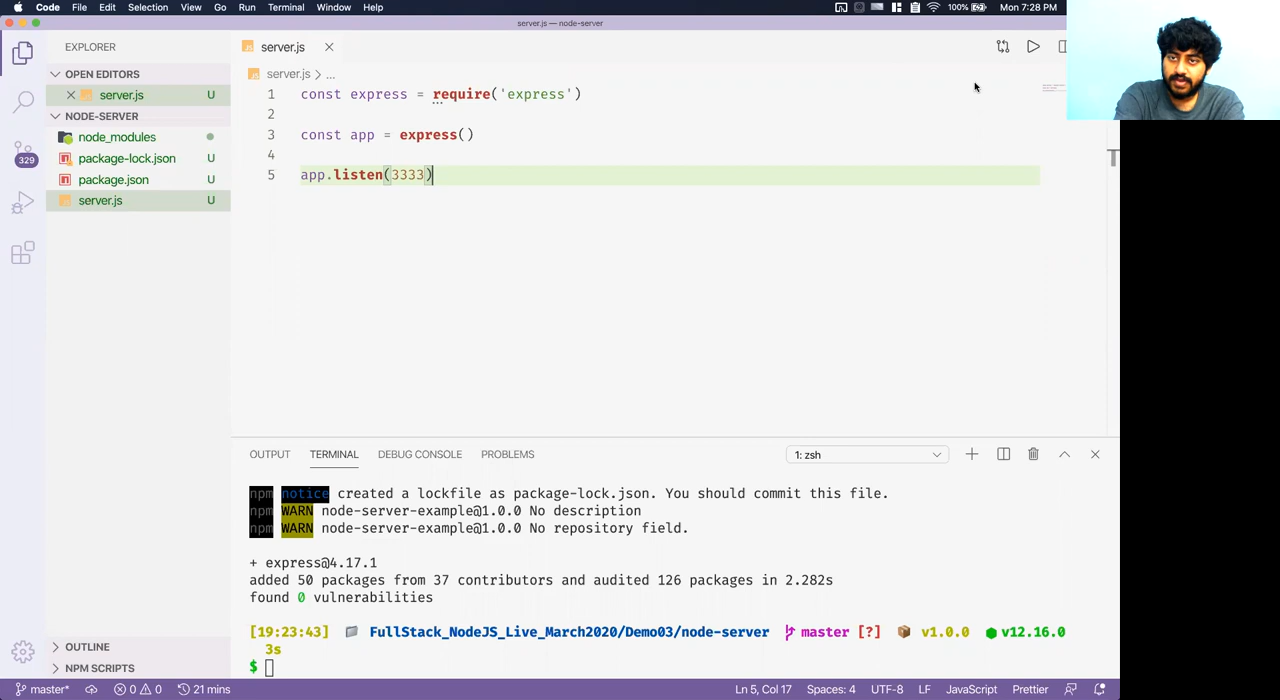 Code File Edit Selection View Go Run Terminal Window Help 100% Mon 7:28 PM
server.js — node-server
EXPLORER
server.js
OPEN EDITORS
server.js U
server.js > ...
NODE-SERVER
node_modules
package-lock.json U
package.json U
server.js U
329
1 const express = require('express')
2
3 const app = express()
4
5 app.listen(3333)
OUTPUT TERMINAL DEBUG CONSOLE PROBLEMS 1: zsh
npm notice created a lockfile as package-lock.json. You should commit this file.
npm WARN node-server-example@1.0.0 No description
npm WARN node-server-example@1.0.0 No repository field.
+ express@4.17.1
added 50 packages from 37 contributors and audited 126 packages in 2.282s
found 0 vulnerabilities
[19:23:43] FullStack_NodeJS_Live_March2020/Demo03/node-server master [?] v1.0.0 v12.16.0
3s
$
OUTLINE
NPM SCRIPTS
master* 0 0 21 mins Ln 5, Col 17 Spaces: 4 UTF-8 LF JavaScript Prettier